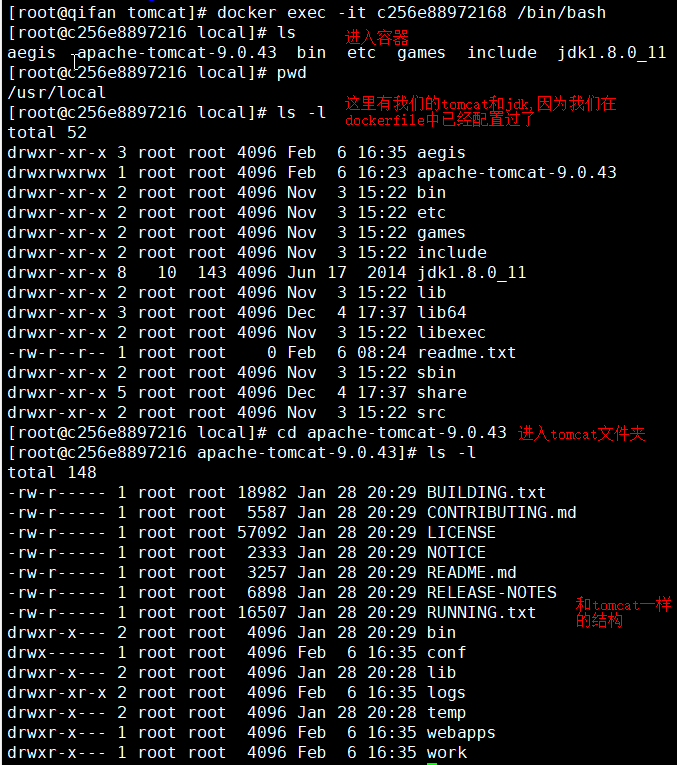 [root@qifan tomcat]# docker exec -it c256e88972168 /bin/bash
[root@c256e8897216 local]# ls
进入容器
aegis apache-tomcat-9.0.43 bin etc games include jdk1.8.0_11
[root@c256e8897216 local]# pwd
/usr/local
[root@c256e8897216 local]# ls -l
这里有我们的tomcat和jdk,因为我们在
dockerfile中已经配置过了
total 52
drwxr-xr-x 3 root root 4096 Feb 6 16:35 aegis
drwxrwxrwx 1 root root 4096 Feb 6 16:23 apache-tomcat-9.0.43
drwxr-xr-x 2 root root 4096 Nov 3 15:22 bin
drwxr-xr-x 2 root root 4096 Nov 3 15:22 etc
drwxr-xr-x 2 root root 4096 Nov 3 15:22 games
drwxr-xr-x 2 root root 4096 Nov 3 15:22 include
drwxr-xr-x 8 10 143 4096 Jun 17 2014 jdk1.8.0_11
drwxr-xr-x 2 root root 4096 Nov 3 15:22 lib
drwxr-xr-x 3 root root 4096 Dec 4 17:37 lib64
drwxr-xr-x 2 root root 4096 Nov 3 15:22 libexec
-rw-r--r-- 1 root root 0 Feb 6 08:24 readme.txt
drwxr-xr-x 2 root root 4096 Nov 3 15:22 sbin
drwxr-xr-x 5 root root 4096 Dec 4 17:37 share
drwxr-xr-x 2 root root 4096 Nov 3 15:22 src
[root@c256e8897216 local]# cd apache-tomcat-9.0.43 进入tomcat文件夹
[root@c256e8897216 apache-tomcat-9.0.43]# ls -l
total 148
-rw-r----- 1 root root 18982 Jan 28 20:29 BUILDING.txt
-rw-r----- 1 root root 5587 Jan 28 20:29 CONTRIBUTING.md
-rw-r----- 1 root root 57092 Jan 28 20:29 LICENSE
-rw-r----- 1 root root 2333 Jan 28 20:29 NOTICE
-rw-r----- 1 root root 3257 Jan 28 20:29 README.md
-rw-r----- 1 root root 6898 Jan 28 20:29 RELEASE-NOTES
-rw-r----- 1 root root 16507 Jan 28 20:29 RUNNING.txt
和tomcat一样
的结构
drwxr-x--- 2 root root 4096 Jan 28 20:29 bin
drwx------ 1 root root 4096 Feb 6 16:35 conf
drwxr-x--- 2 root root 4096 Jan 28 20:28 lib
drwxr-xr-x 2 root root 4096 Feb 6 16:35 logs
drwxr-x--- 2 root root 4096 Jan 28 20:28 temp
drwxr-x--- 1 root root 4096 Feb 6 16:35 webapps
drwxr-x--- 1 root root 4096 Feb 6 16:35 work